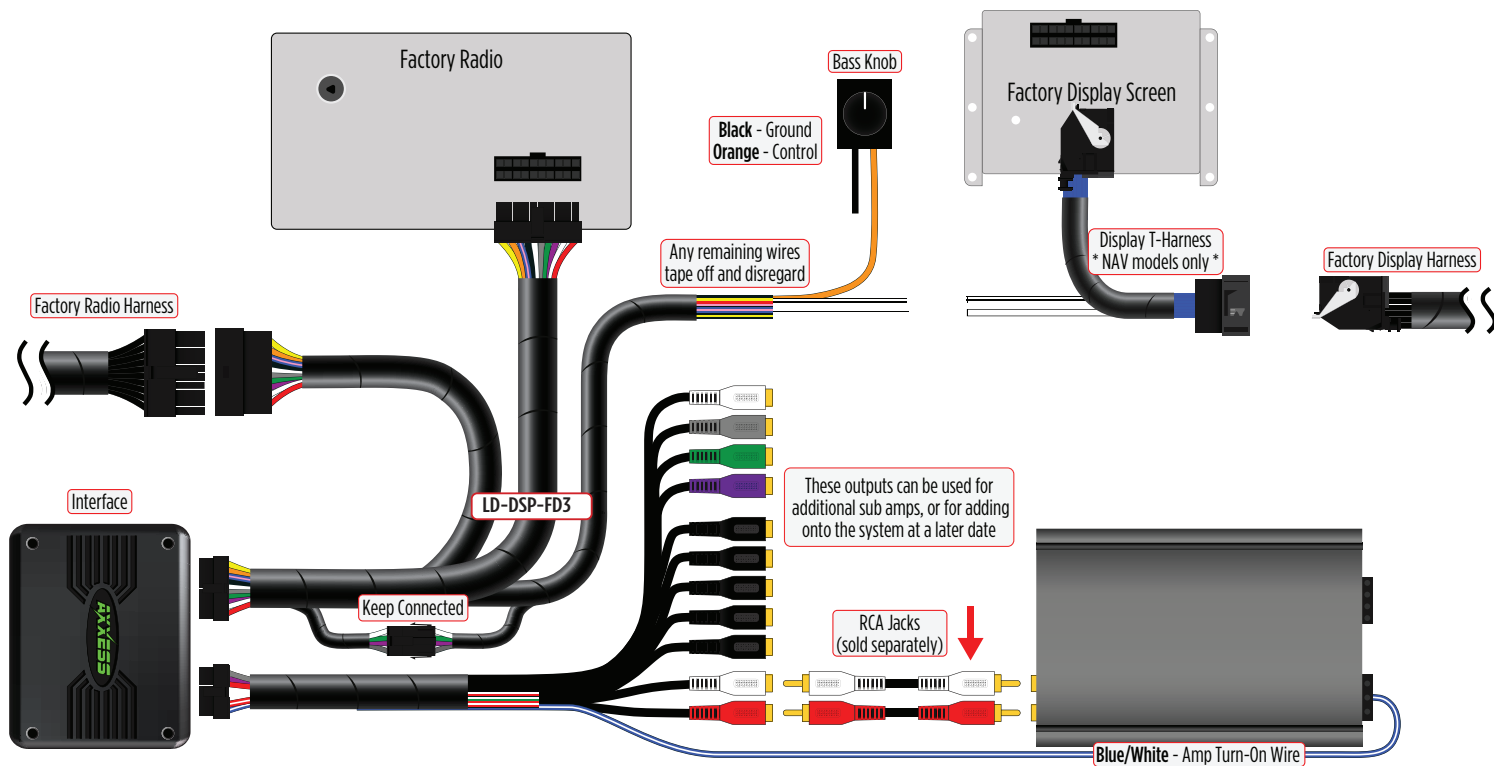 Factory Radio
Bass Knob
Factory Display Screen
Black - Ground
Orange - Control
Any remaining wires
tape off and disregard
Display T-Harness
* NAV models only *
Factory Display Harness
Factory Radio Harness
Interface
LD-DSP-FD3
These outputs can be used for
additional sub amps, or for adding
onto the system at a later date
Keep Connected
RCA Jacks
(sold separately)
AXXESS
Blue/White - Amp Turn-On Wire